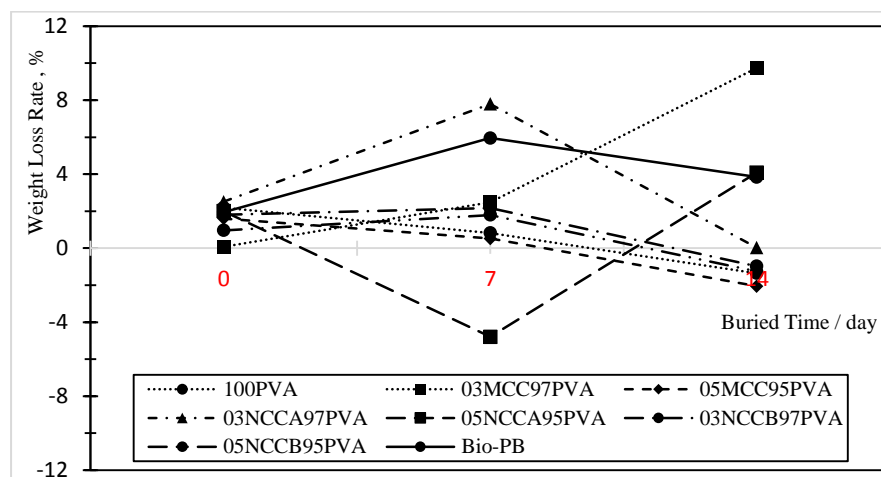 12
8
4
0
-4
-8
-12
Weight Loss Rate , %
0 7 14
Buried Time / day
100PVA 03MCC97PVA 05MCC95PVA
03NCCA97PVA 05NCCA95PVA 03NCCB97PVA
05NCCB95PVA Bio-PB